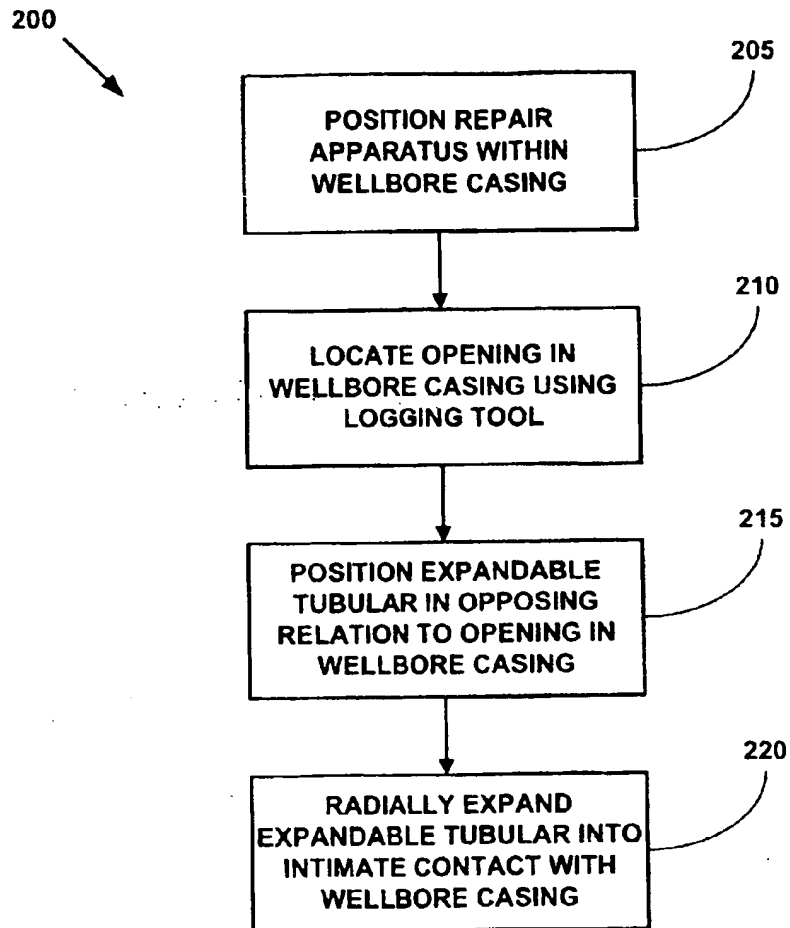 200
205
POSITION REPAIR
APPARATUS WITHIN
WELLBORE CASING
210
LOCATE OPENING IN
WELLBORE CASING USING
LOGGING TOOL
215
POSITION EXPANDABLE
TUBULAR IN OPPOSING
RELATION TO OPENING IN
WELLBORE CASING
220
RADIALLY EXPAND
EXPANDABLE TUBULAR INTO
INTIMATE CONTACT WITH
WELLBORE CASING